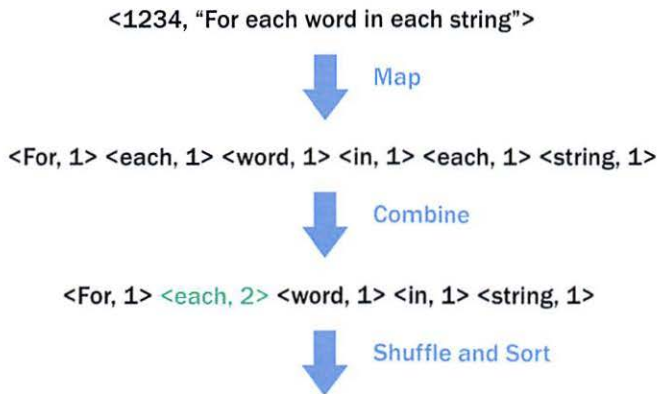 <1234, “For each word in each string”>
Map
<For, 1> <each, 1> <word, 1> <in, 1> <each, 1> <string, 1>
Combine
<For, 1> <each, 2> <word, 1> <in, 1> <string, 1>
Shuffle and Sort